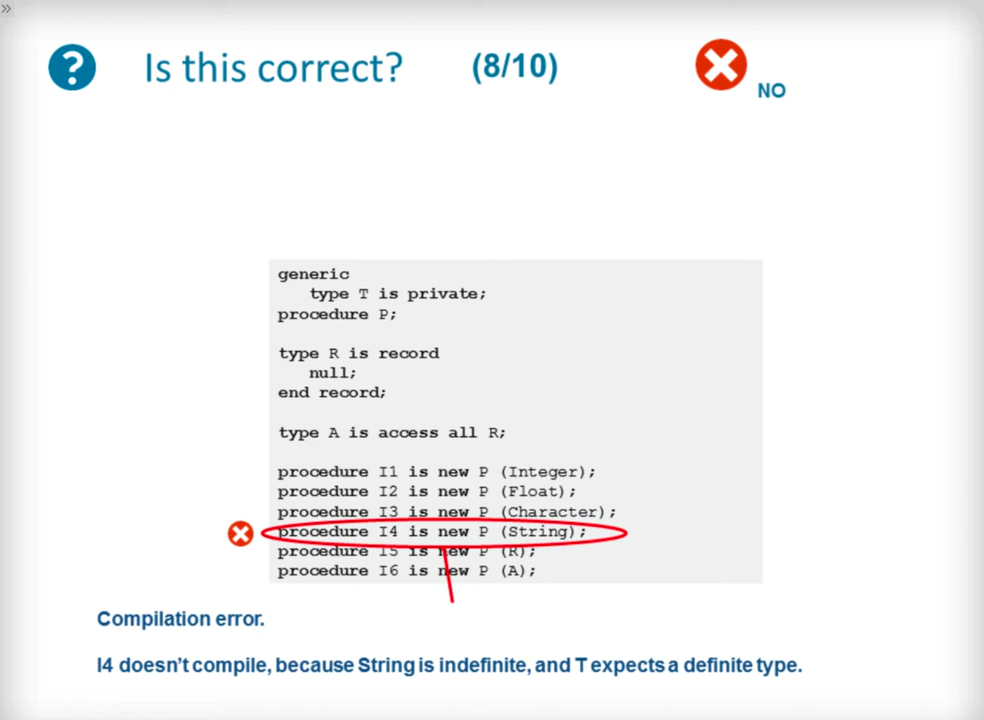 »
? Is this correct? (8/10)
NO
generic
type T is private;
procedure P;
type R is record
null;
end record;
type A is access all R;
procedure I1 is new P (Integer);
procedure I2 is new P (Float);
procedure I3 is new P (Character);
procedure I4 is new P (String);
procedure I5 is new P (R);
procedure I6 is new P (A);
Compilation error.
I4 doesn't compile, because String is indefinite, and T expects a definite type.